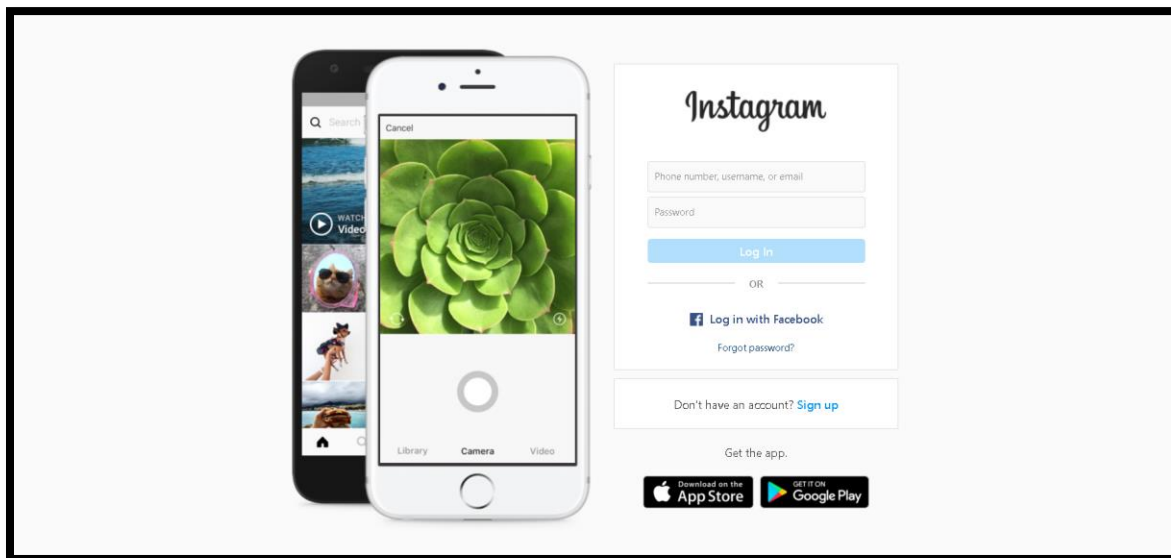 Search
WATCH
Video
Cancel
Library Camera Video
Instagram
Phone number, username, or email
Password
Log In
OR
Log in with Facebook
Forgot password?
Don't have an account? Sign up
Get the app.
Download on the
App Store
GET IT ON
Google Play